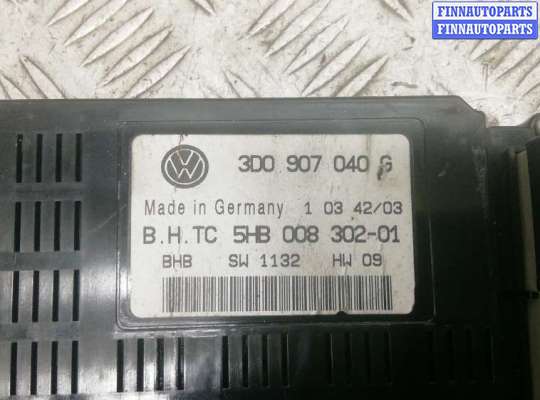 FINNAUTOPARTS
FINNAUTOPARTS
3D0 907 040 G
Made in Germany 1 03 42/03
B.H.TC 5HB 008 302-01
BHB SW 1132 HW 09